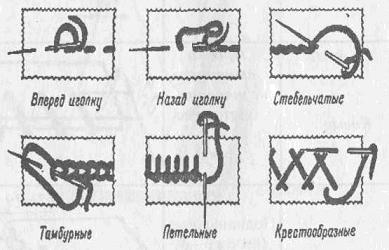 Вперед иголку
Назад иголку
Стебельчатые
Тамбурные
Петельные
Крестообразные